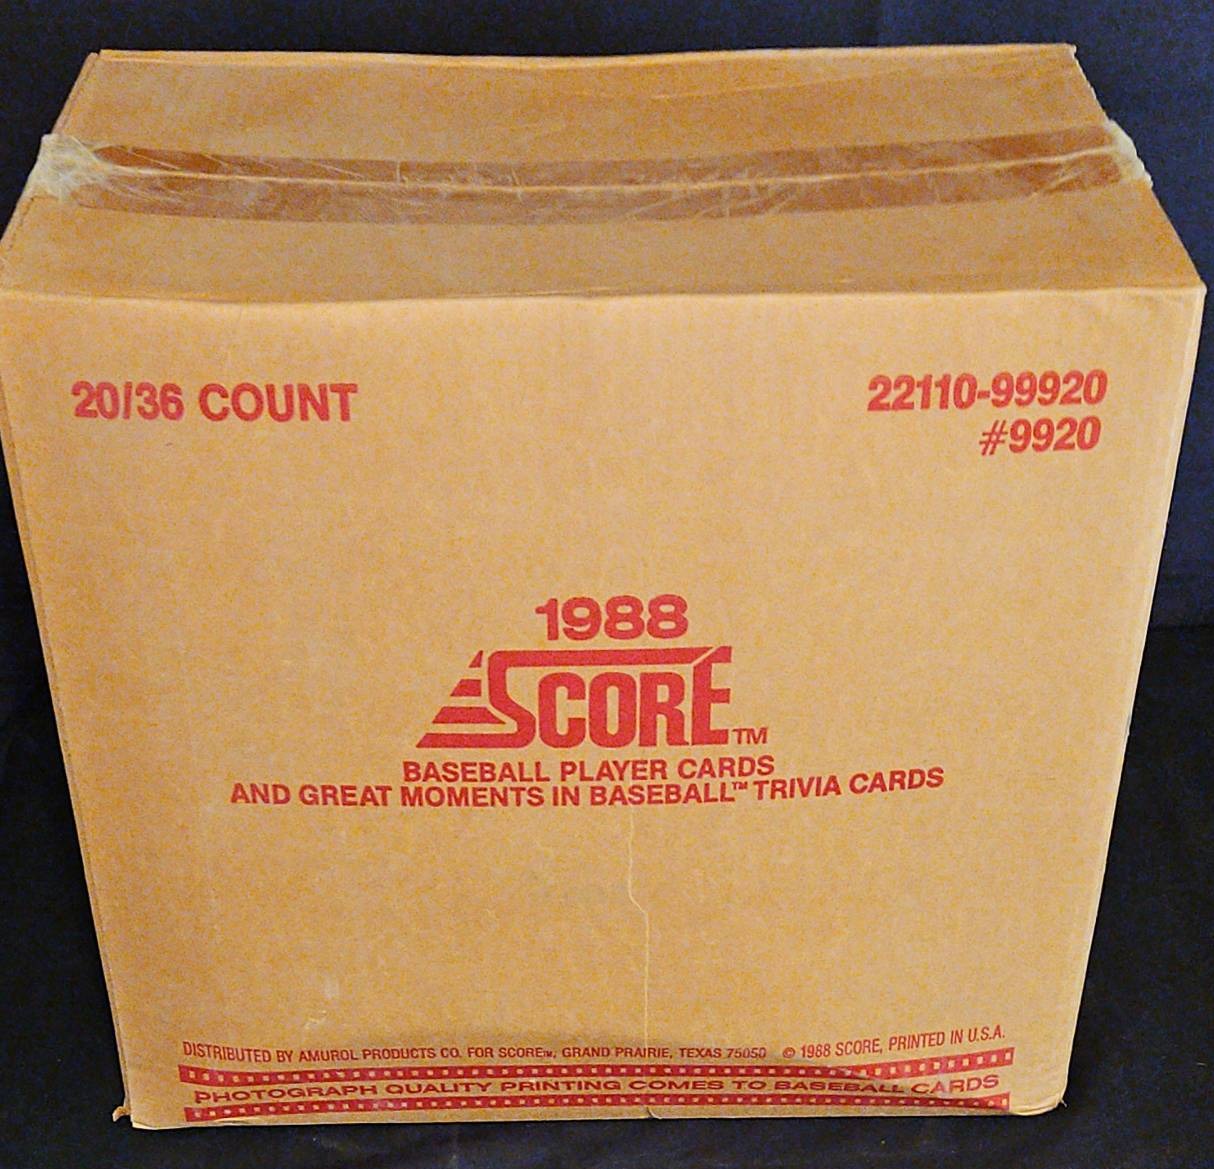 20/36 COUNT
22110-99920
#9920
1988
SCORE TM
BASEBALL PLAYER CARDS
AND GREAT MOMENTS IN BASEBALL™ TRIVIA CARDS
DISTRIBUTED BY AMUROL PRODUCTS CO. FOR SCORE™, GRAND PRAIRIE, TEXAS 75050 © 1988 SCORE, PRINTED IN U.S.A.
PHOTOGRAPH QUALITY PRINTING COMES TO BASEBALL CARDS